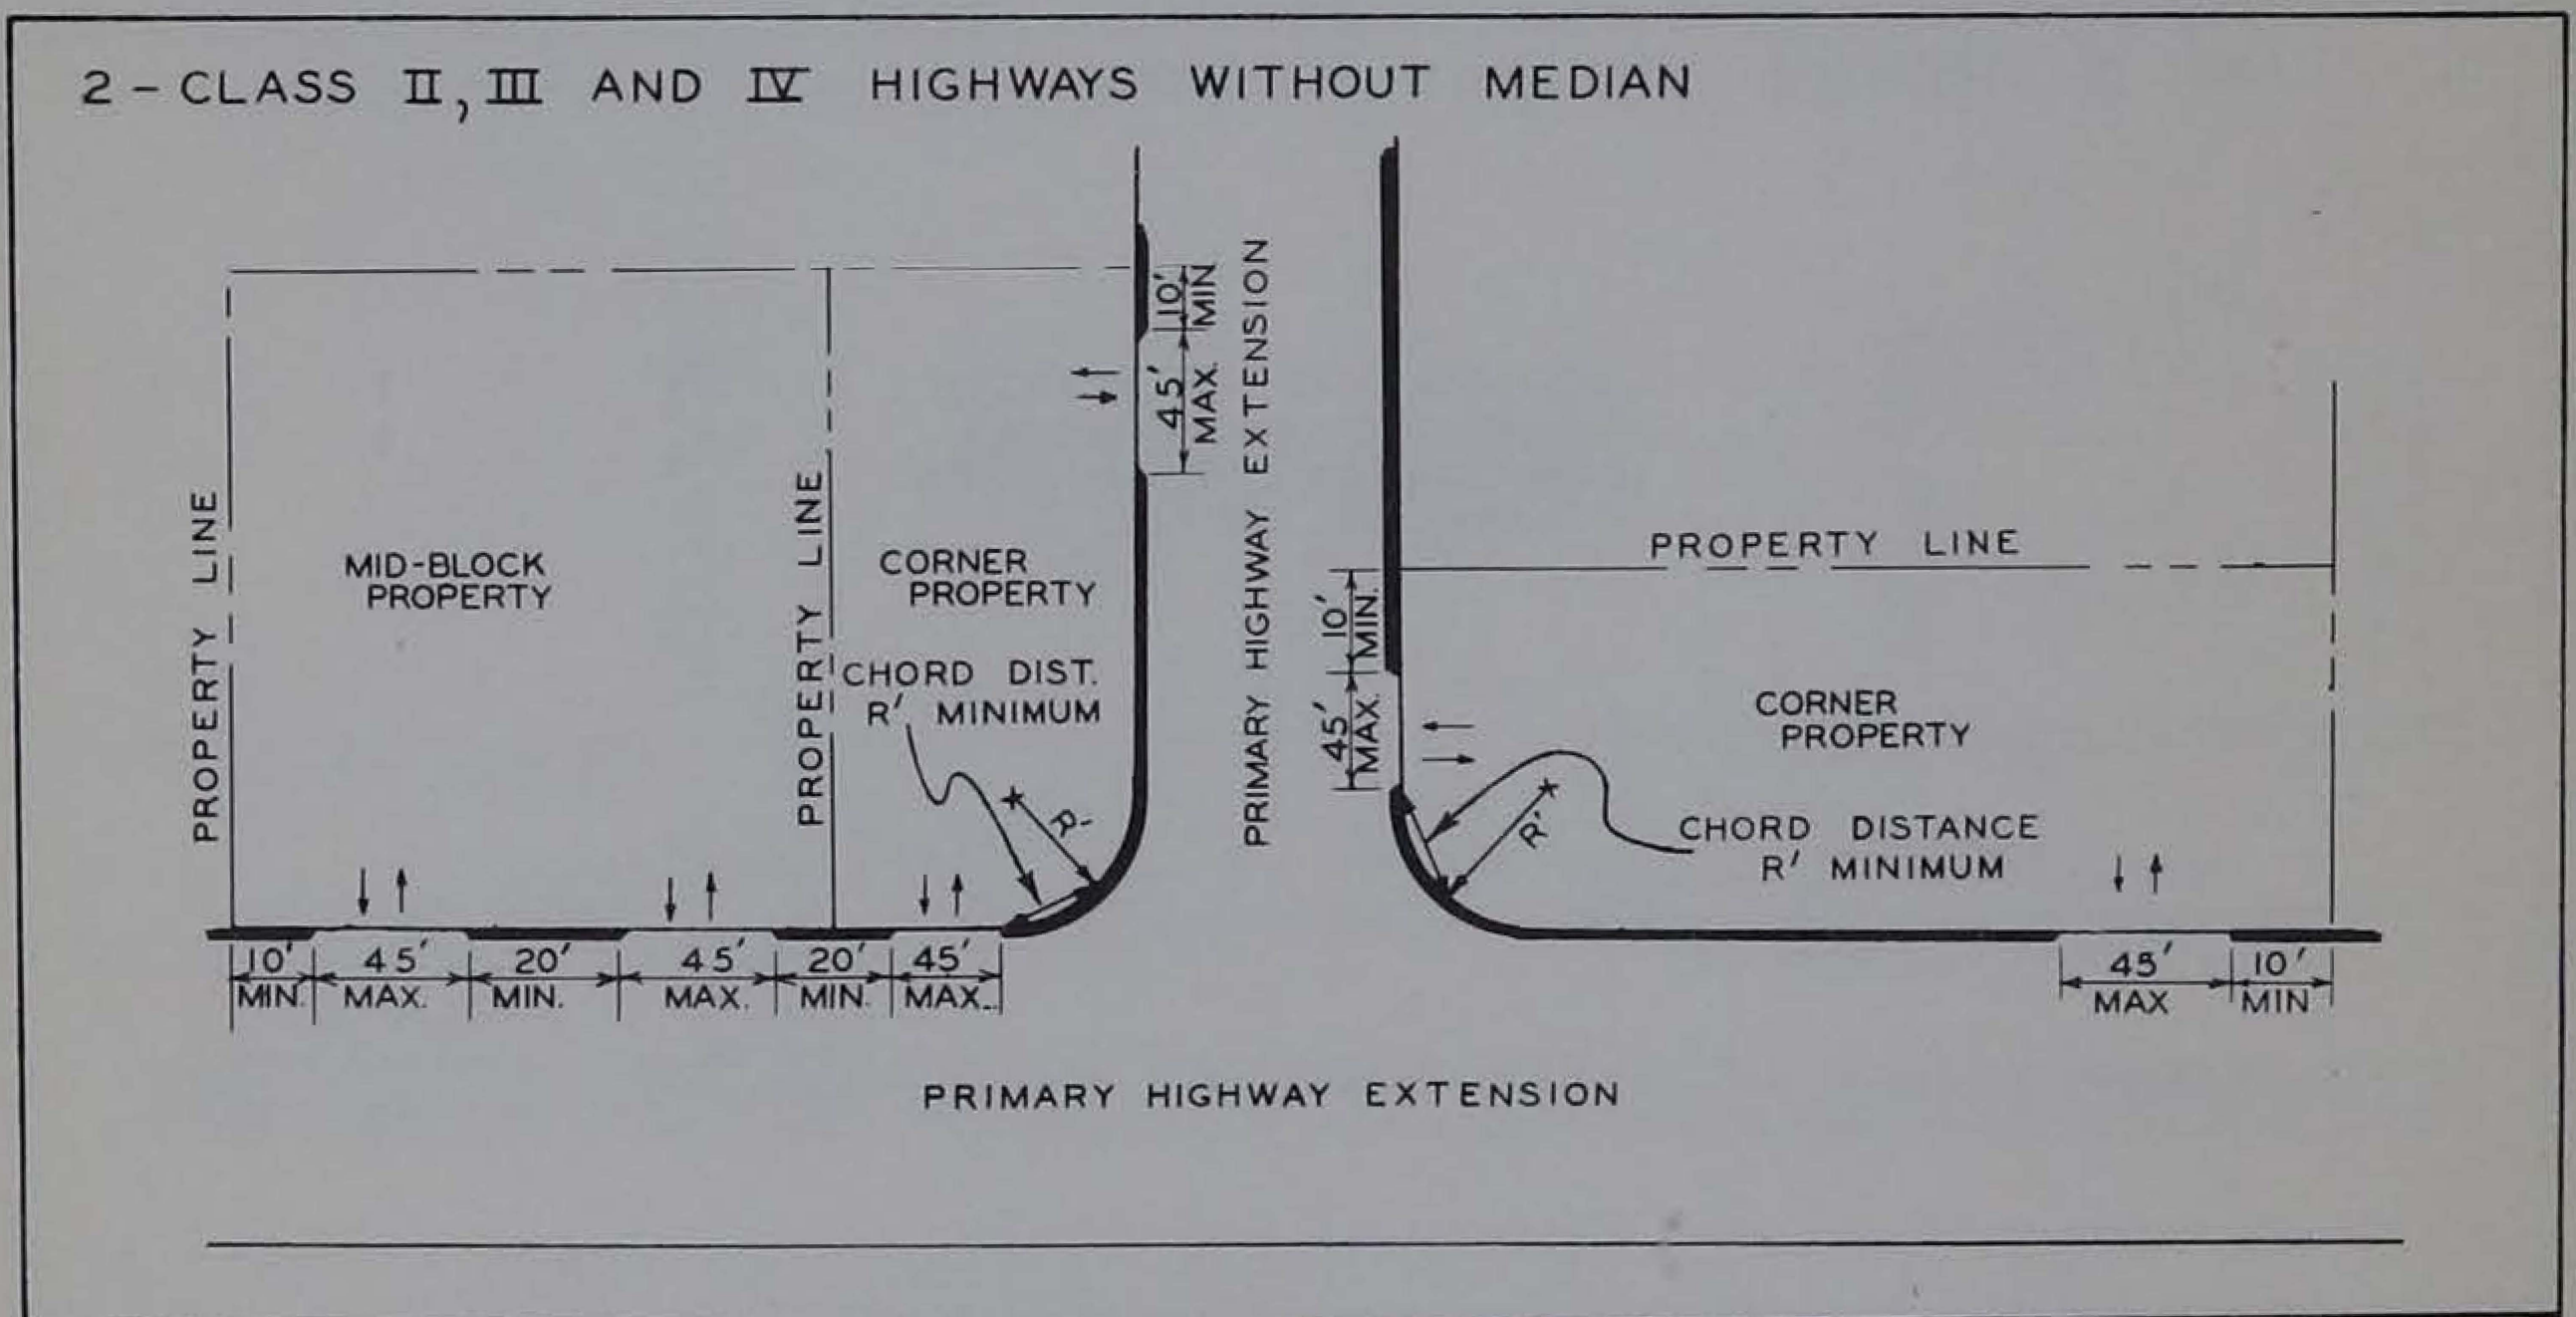 2 - CLASS II, III AND IV HIGHWAYS WITHOUT MEDIAN
PROPERTY LINE
MID-BLOCK
PROPERTY
PROPERTY LINE
CORNER
PROPERTY
CHORD DIST.
R' MINIMUM
R'
10'
MIN
45'
MAX.
PRIMARY HIGHWAY EXTENSION
10'
MIN.
45'
MAX.
PROPERTY LINE
CORNER
PROPERTY
R'
CHORD DISTANCE
R' MINIMUM
10' 45' 20' 45' 20' 45'
MIN. MAX. MIN. MAX. MIN. MAX.
45' 10'
MAX MIN
PRIMARY HIGHWAY EXTENSION